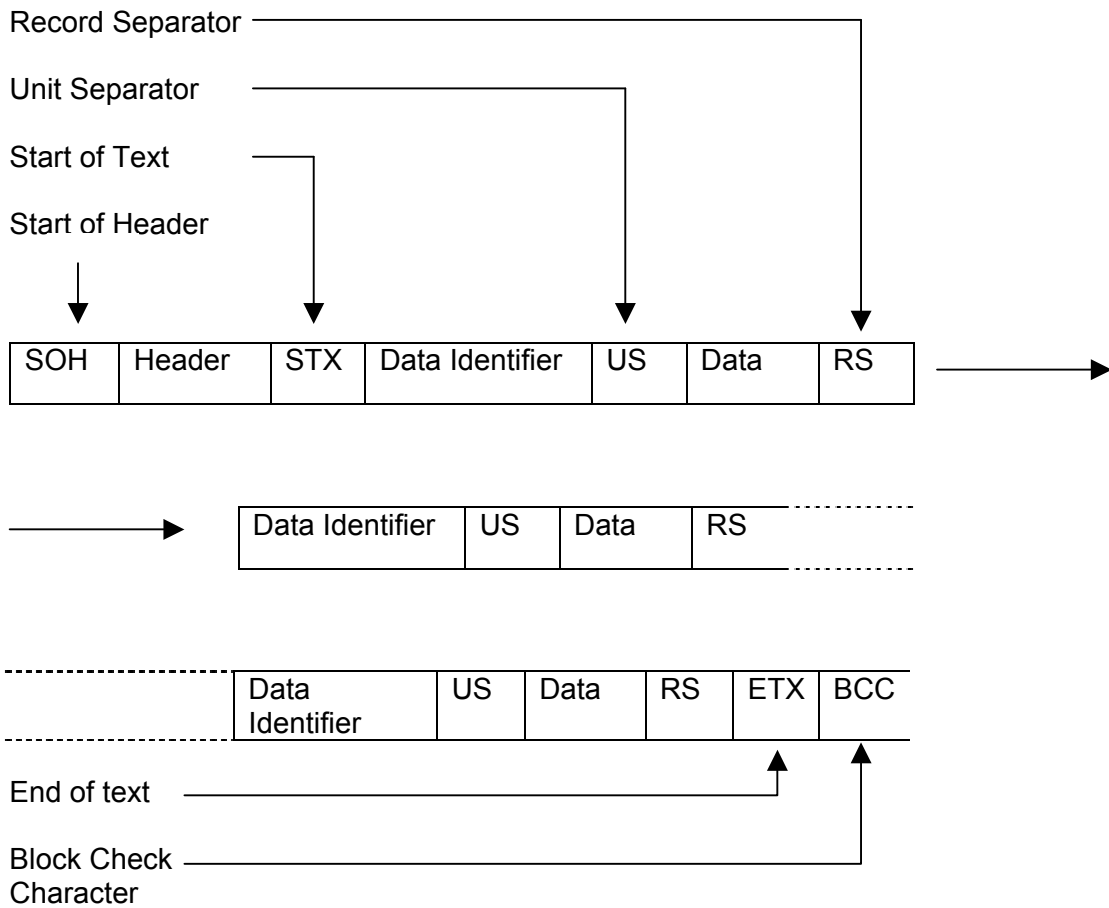 Record Separator
Unit Separator
Start of Text
Start of Header
SOH Header STX Data Identifier US Data RS
Data Identifier US Data RS
Data Identifier US Data RS ETX BCC
End of text
Block Check
Character